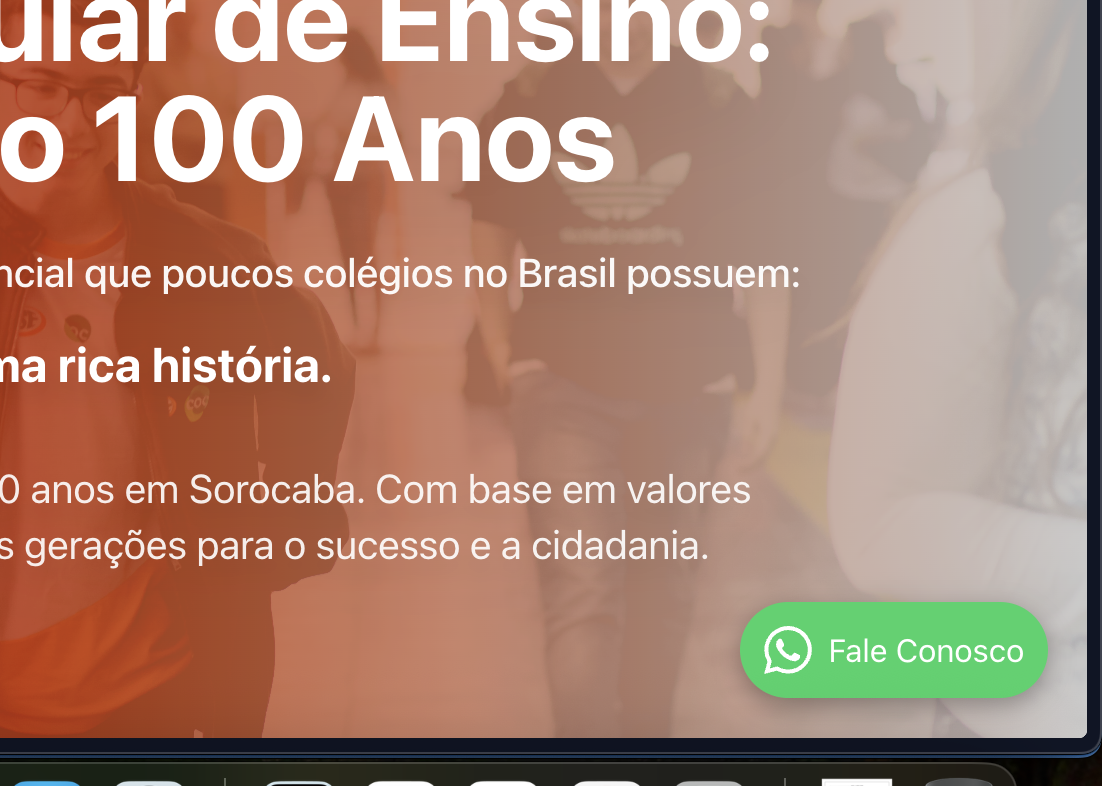 ular de Ensino:
o 100 Anos
ncial que poucos colégios no Brasil possuem:
ma rica história.
0 anos em Sorocaba. Com base em valores
s gerações para o sucesso e a cidadania.
coc
Fale Conosco